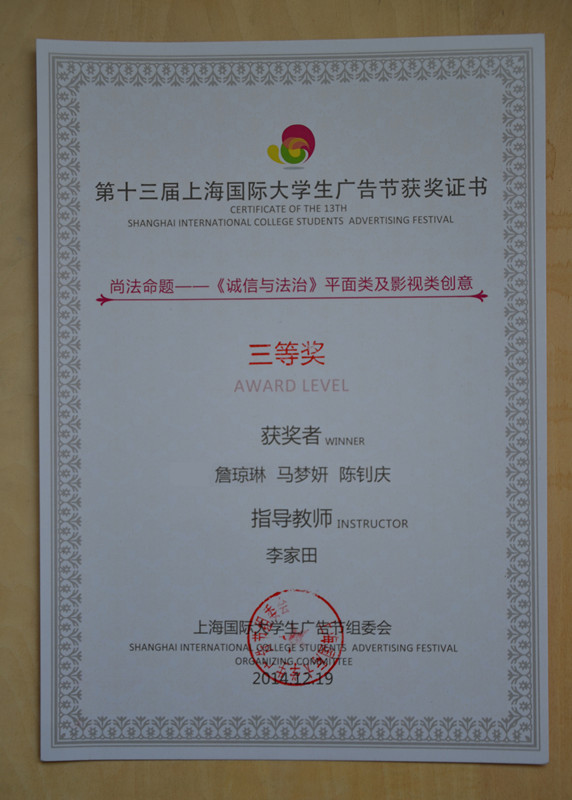 第十三届上海国际大学生广告节获奖证书
CERTIFICATE OF THE 13TH
SHANGHAI INTERNATIONAL COLLEGE STUDENTS ADVERTISING FESTIVAL
尚法命题——《诚信与法治》平面类及影视类创意
三等奖
AWARD LEVEL
获奖者 WINNER
詹琼琳 马梦妍 陈钊庆
指导教师 INSTRUCTOR
李家田
上海国际大学生广告节组委会
SHANGHAI INTERNATIONAL COLLEGE STUDENTS ADVERTISING FESTIVAL
ORGANIZING COMMITTEE
2014.12.19